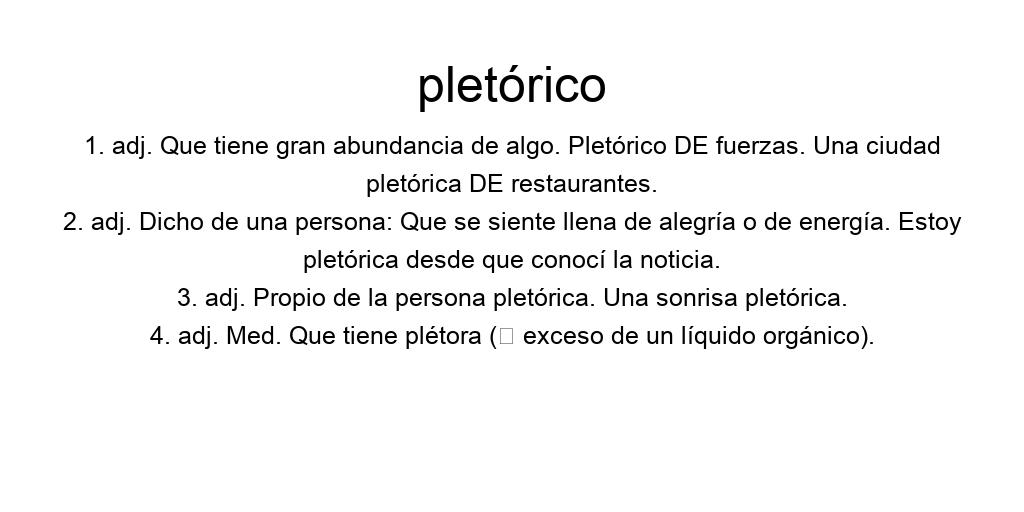 pletórico
1. adj. Que tiene gran abundancia de algo. Pletórico DE fuerzas. Una ciudad
pletórica DE restaurantes.
2. adj. Dicho de una persona: Que se siente llena de alegría o de energía. Estoy
pletórica desde que conocí la noticia.
3. adj. Propio de la persona pletórica. Una sonrisa pletórica.
4. adj. Med. Que tiene plétora (□ exceso de un líquido orgánico).